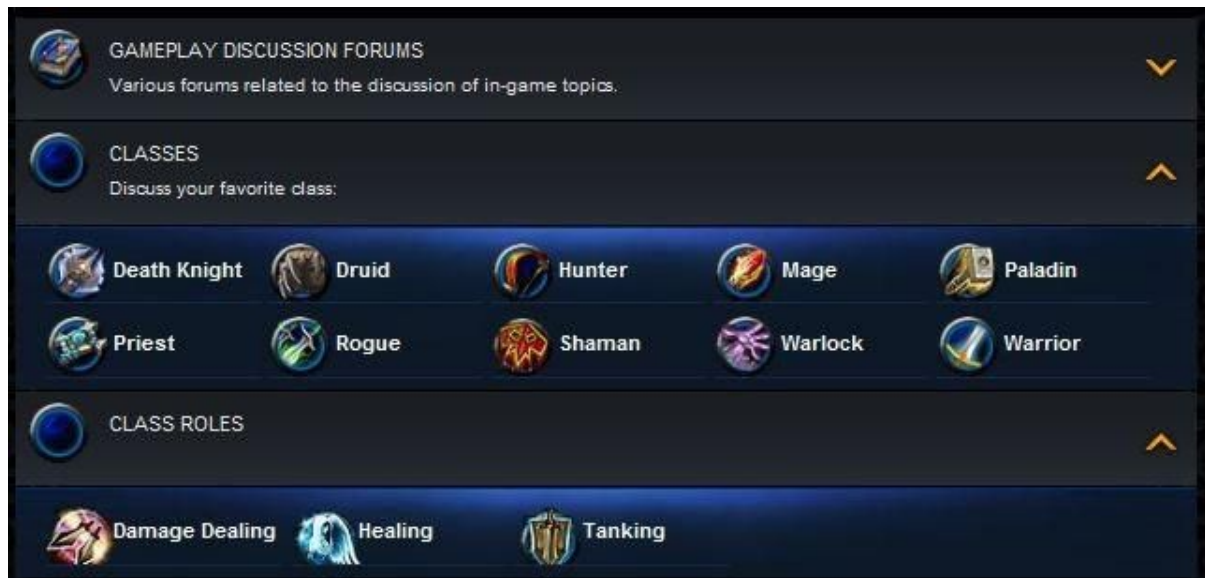 GAMEPLAY DISCUSSION FORUMS
Various forums related to the discussion of in-game topics.
CLASSES
Discuss your favorite class:
Death Knight Druid Hunter Mage Paladin
Priest Rogue Shaman Warlock Warrior
CLASS ROLES
Damage Dealing Healing Tanking